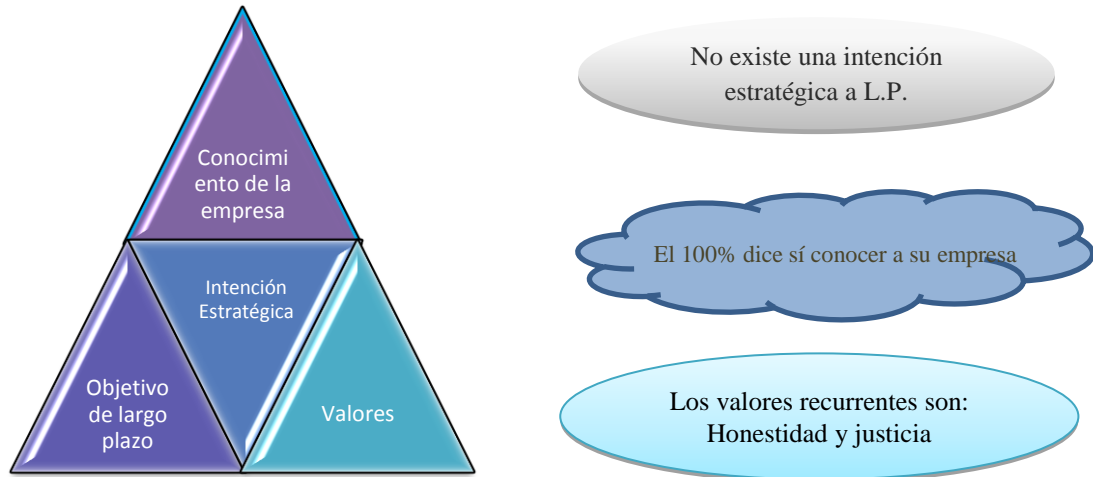 Conocimi
ento de la
empresa
Intención
Estratégica
Objetivo
de largo
plazo
Valores
No existe una intención
estratégica a L.P.
El 100% dice sí conocer a su empresa
Los valores recurrentes son:
Honestidad y justicia